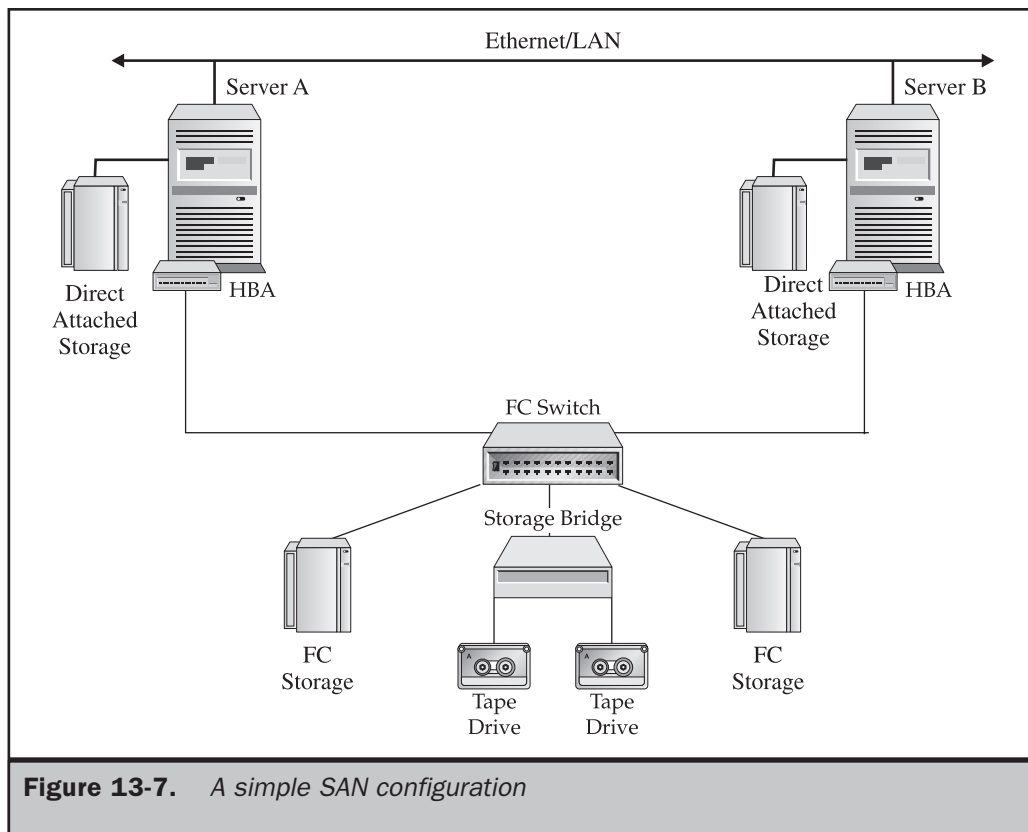 Ethernet/LAN
Server A
Server B
Direct
Attached
Storage
HBA
Direct
Attached
Storage
HBA
FC Switch
Storage Bridge
FC
Storage
A
Tape
Drive
A
Tape
Drive
FC
Storage
Figure 13-7. A simple SAN configuration